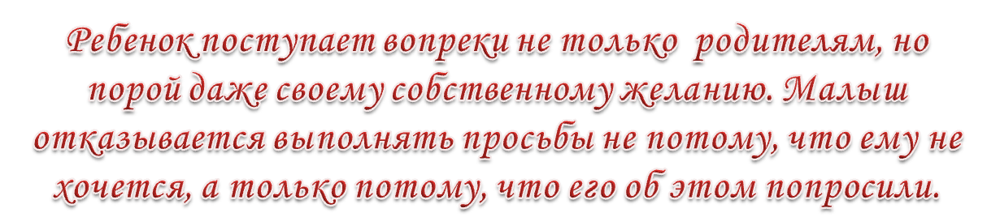 Ребенок поступает вопреки не только родителям, но
порой даже своему собственному желанию. Малыш
отказывается выполнять просьбы не потому, что ему не
хочется, а только потому, что его об этом попросили.